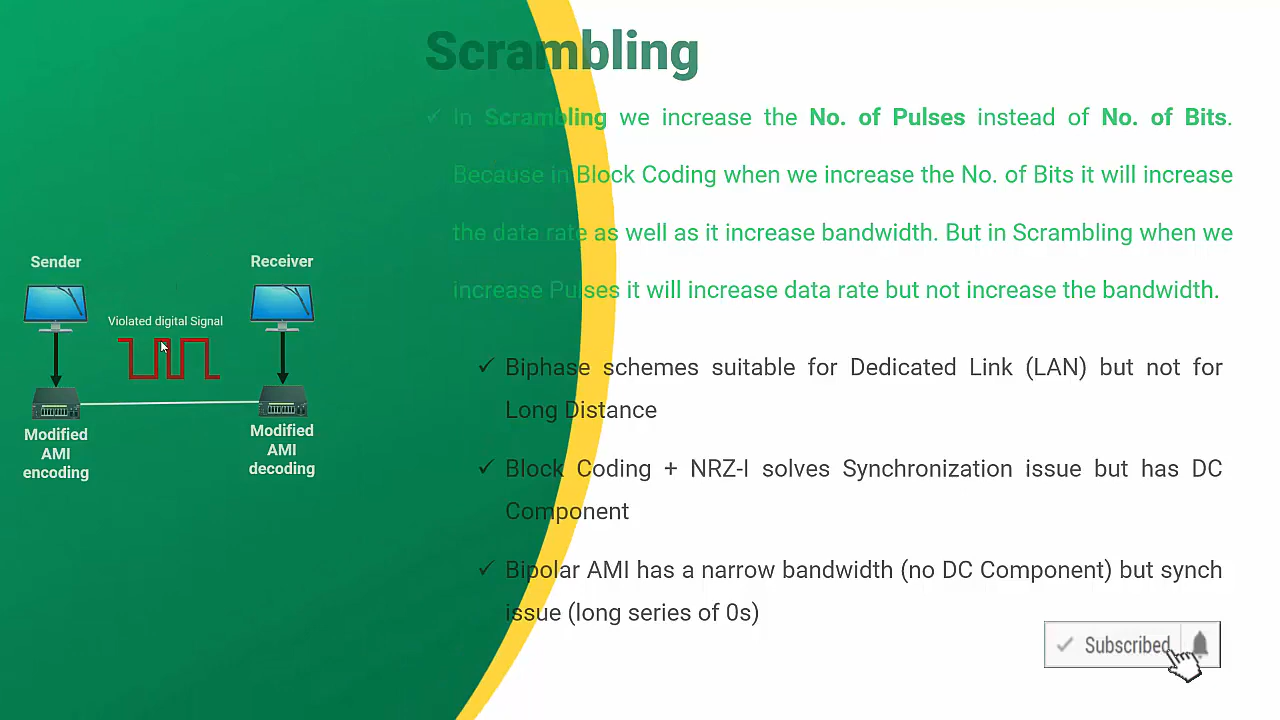 Scrambling
✓ In Scrambling we increase the No. of Pulses instead of No. of Bits.
Because in Block Coding when we increase the No. of Bits it will increase
the data rate as well as it increase bandwidth. But in Scrambling when we
increase Pulses it will increase data rate but not increase the bandwidth.
Sender
Receiver
Violated digital Signal
Modified
AMI
encoding
Modified
AMI
decoding
✓ Biphase schemes suitable for Dedicated Link (LAN) but not for
Long Distance
✓ Block Coding + NRZ-I solves Synchronization issue but has DC
Component
✓ Bipolar AMI has a narrow bandwidth (no DC Component) but synch
issue (long series of 0s)
Subscribed